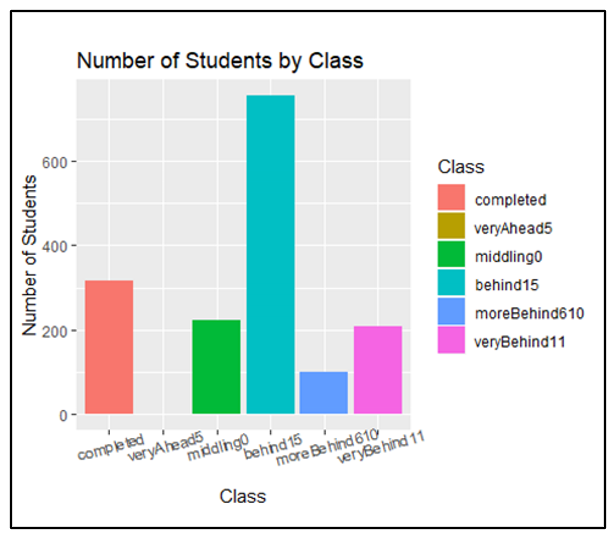 Number of Students by Class
Number of Students
600
400
200
0
completed
veryAhead5
middling0
behind15
moreBehind610
veryBehind11
Class
Class
completed
veryAhead5
middling0
behind15
moreBehind610
veryBehind11